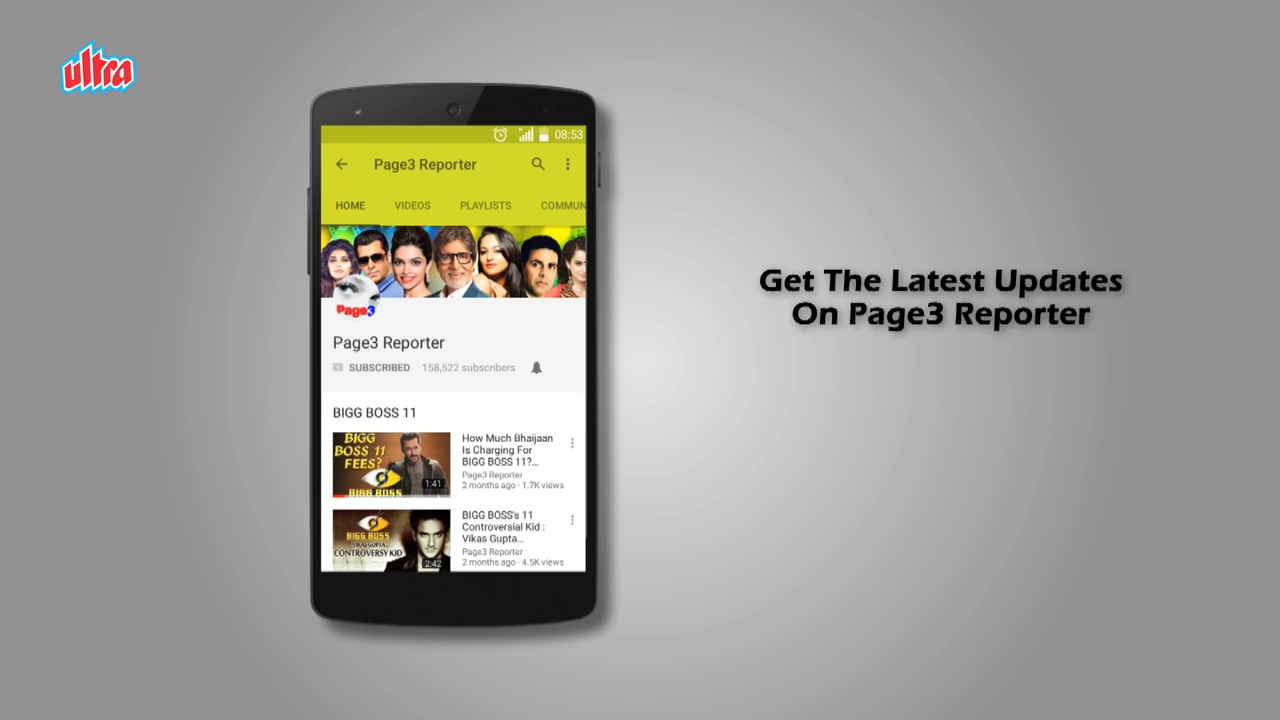 ultra
08:53
Page3 Reporter
HOME VIDEOS PLAYLISTS COMMUN
Page3
Page3 Reporter
SUBSCRIBED 158,522 subscribers
BIGG BOSS 11
BIGG
BOSS 11
FEES?
BIGG BOSS
1:41
How Much Bhaijaan
Is Charging For
BIGG BOSS 11?...
Page3 Reporter
2 months ago · 1.7K views
BIGG BOSS
VIKAS GUPTA
CONTROVERSY KID
2:42
BIGG BOSS's 11
Controversial Kid :
Vikas Gupta...
Page3 Reporter
2 months ago · 4.5K views
Get The Latest Updates
On Page3 Reporter